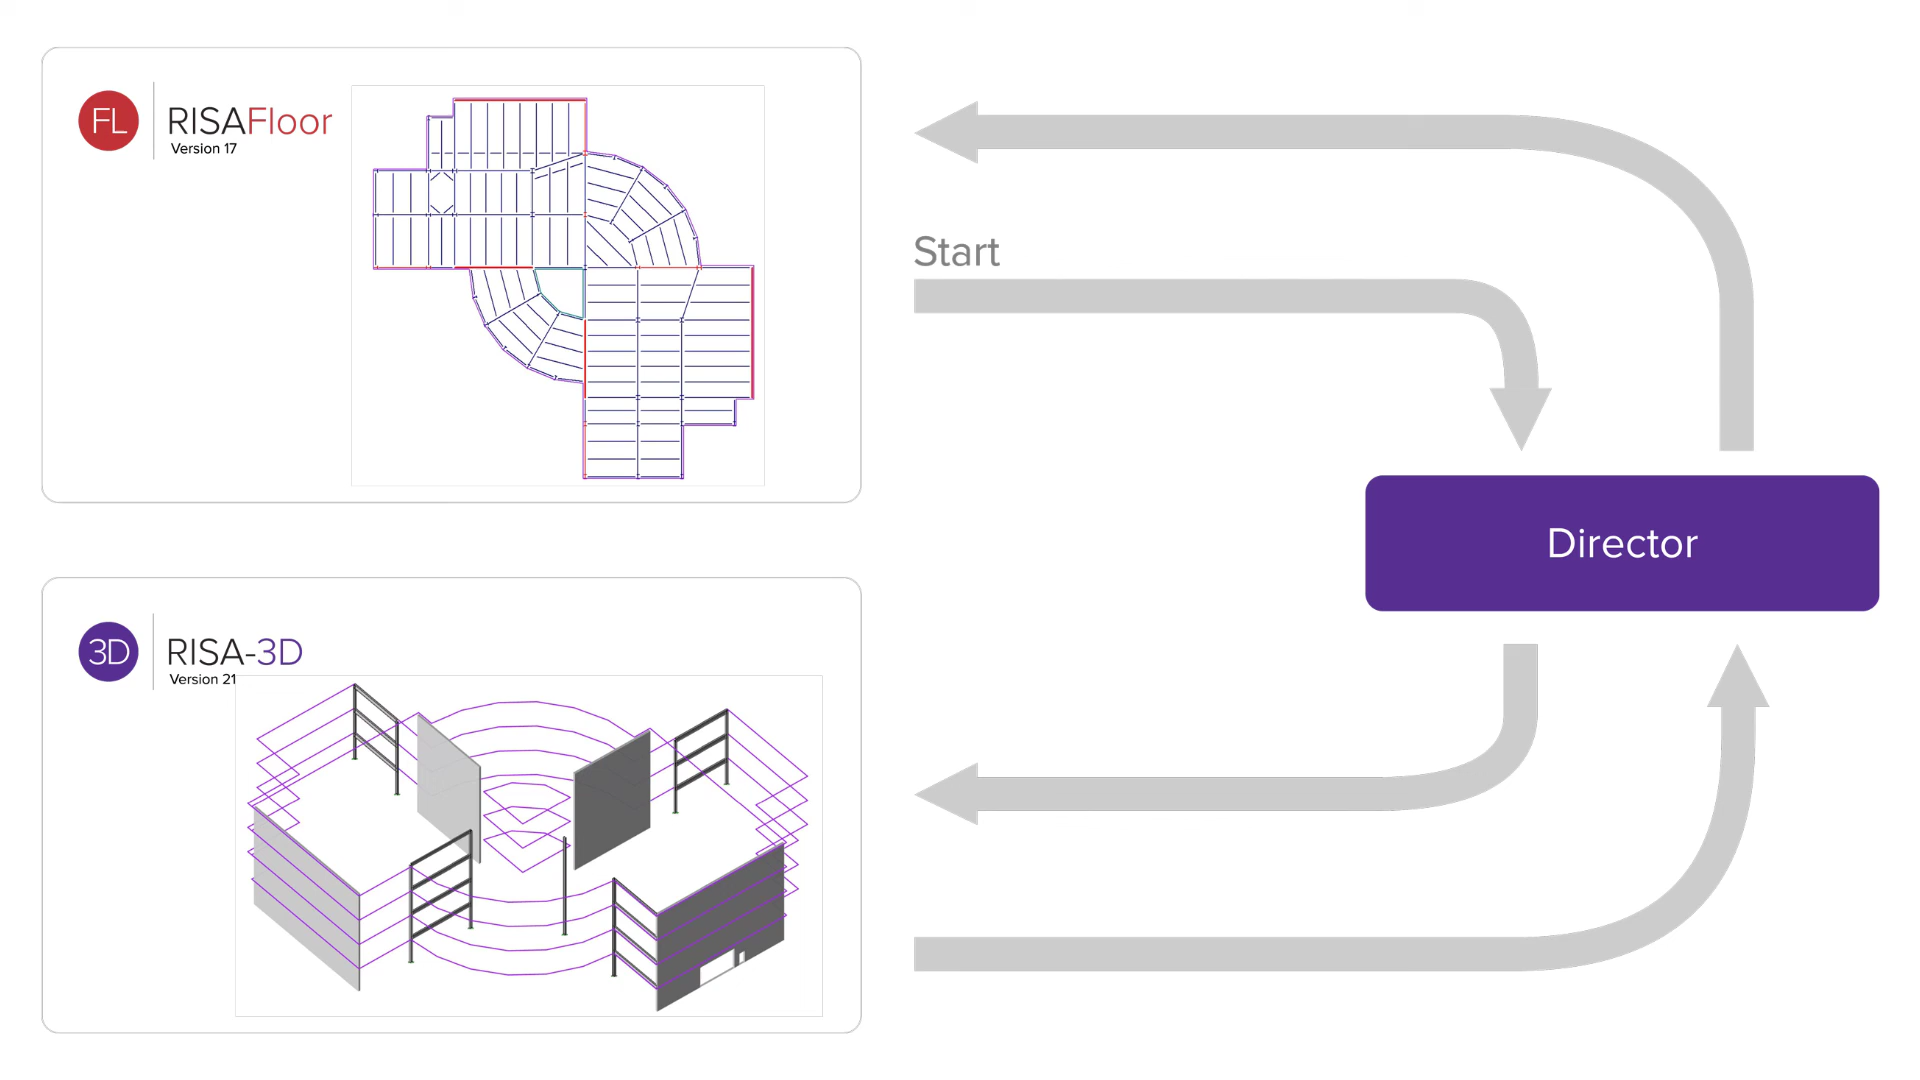 FL
RISAFloor
Version 17
Start
Director
3D
RISA-3D
Version 21